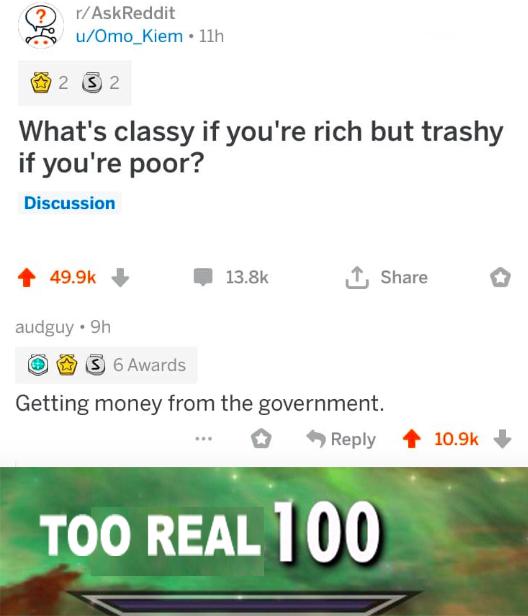 r/AskReddit
u/Omo_Kiem • 11h
2 S 2
What's classy if you're rich but trashy
if you're poor?
Discussion
49.9k 13.8k Share
audguy • 9h
S 6 Awards
Getting money from the government.
... Reply 10.9k
TOO REAL 100